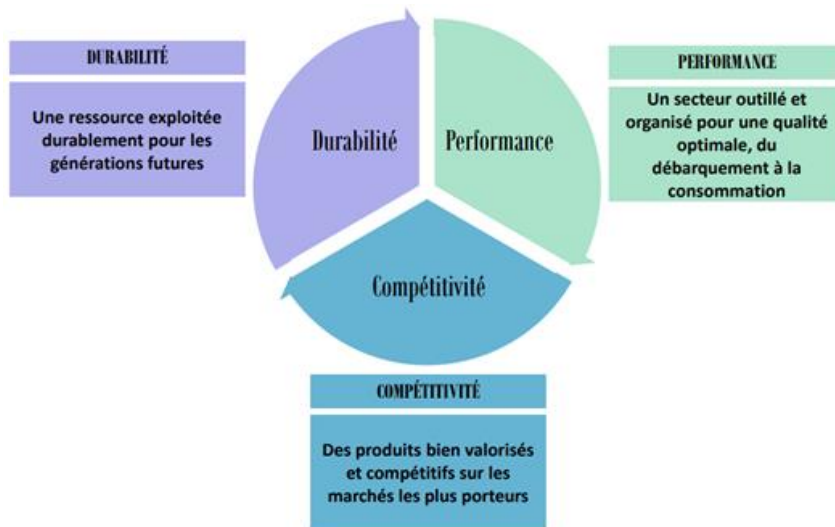 DURABILITÉ
Une ressource exploitée
durablement pour les
générations futures
Durabilité
Performance
PERFORMANCE
Un secteur outillé et
organisé pour une qualité
optimale, du
débarquement à la
consommation
Compétitivité
COMPÉTITIVITÉ
Des produits bien valorisés
et compétitifs sur les
marchés les plus porteurs